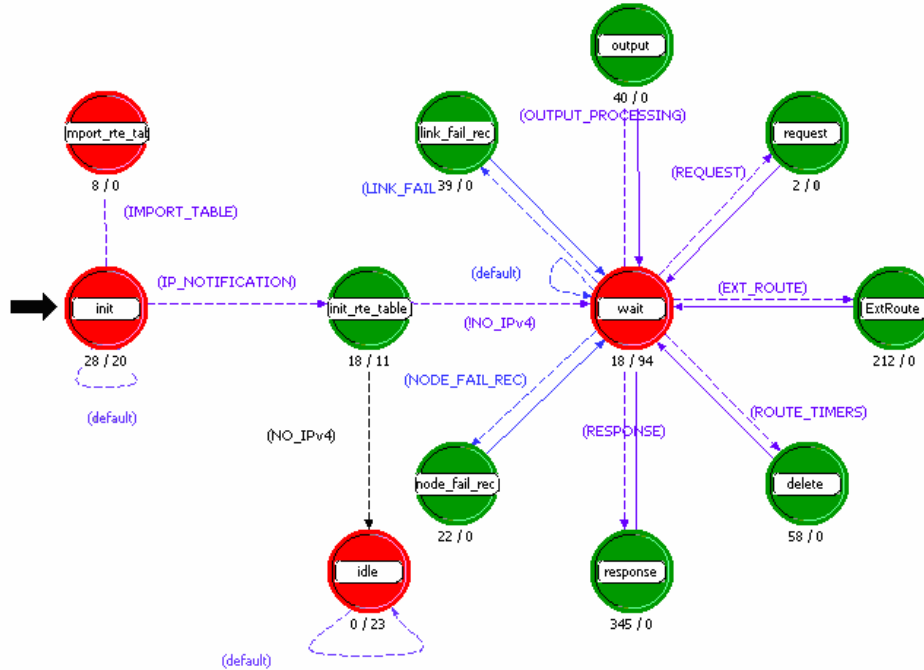 output
40 / 0
(OUTPUT_PROCESSING)
mport_rte_tab
8 / 0
link_fail_rec
39 / 0
request
2 / 0
(LINK_FAIL
(REQUEST)
(IMPORT_TABLE)
(default)
(IP_NOTIFICATION)
(EXT_ROUTE)
init
28 / 20
init_rte_table
18 / 11
(!NO_IPv4)
wait
18 / 94
ExtRoute
212 / 0
(default)
(NODE_FAIL_REC)
(ROUTE_TIMERS)
(NO_IPv4)
(RESPONSE)
node_fail_rec
22 / 0
delete
58 / 0
idle
0 / 23
response
345 / 0
(default)